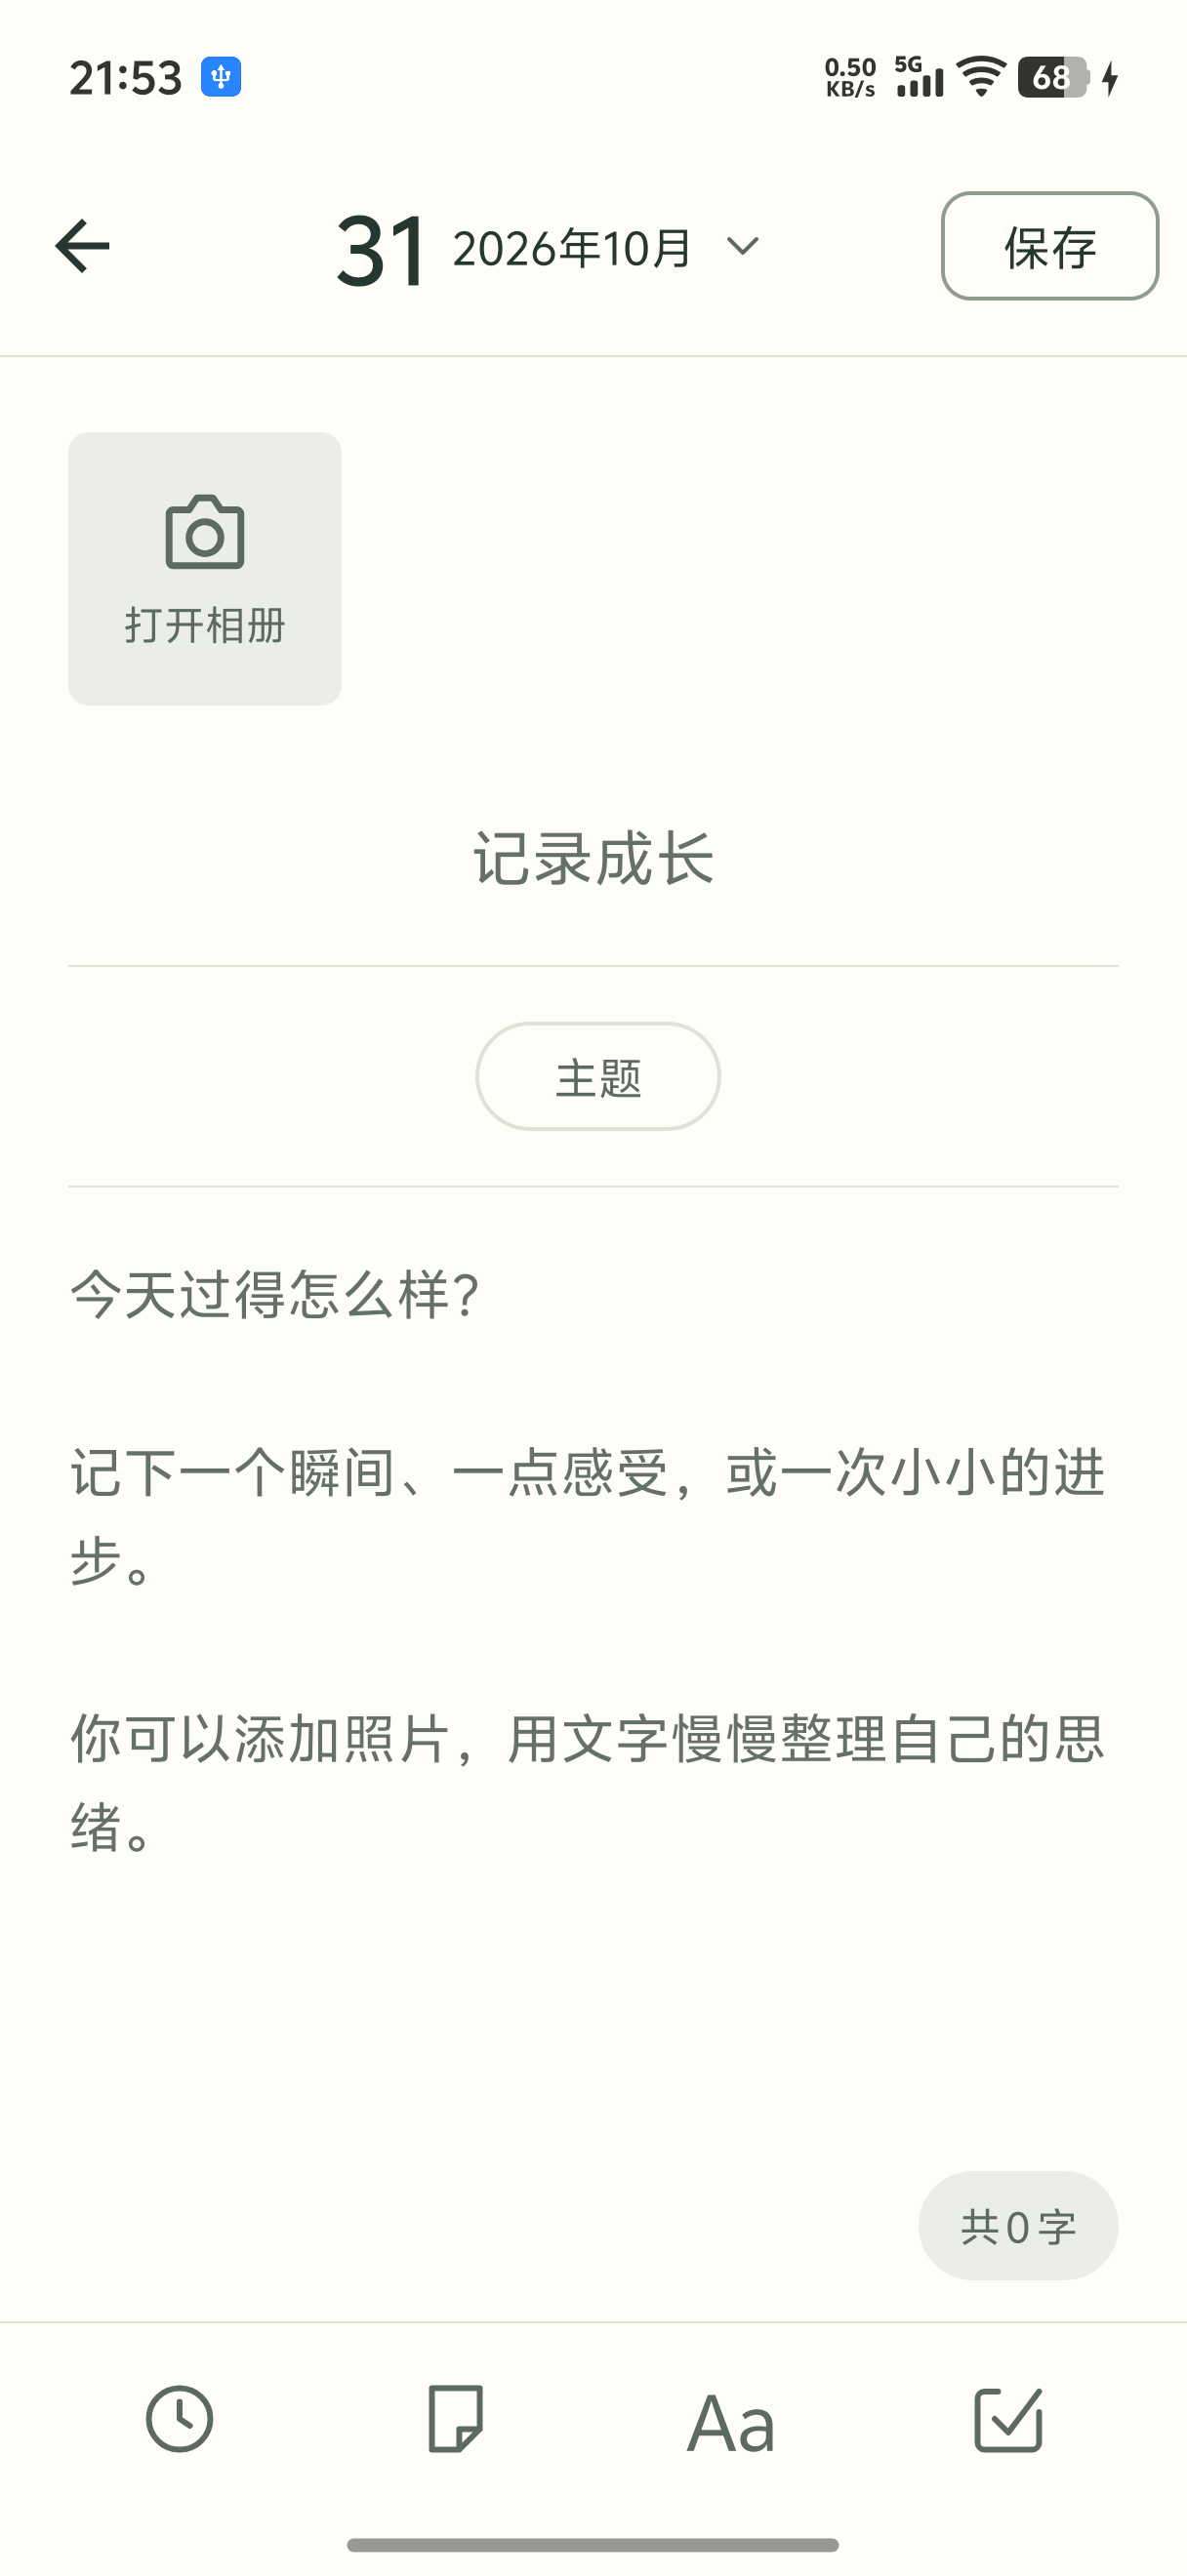 21:53
0.50 KB/s 5G 68
31 2026年10月
保存
打开相册
记录成长
主题
今天过得怎么样？
记下一个瞬间、一点感受，或一次小小的进
步。
你可以添加照片，用文字慢慢整理自己的思
绪。
共0字
Aa